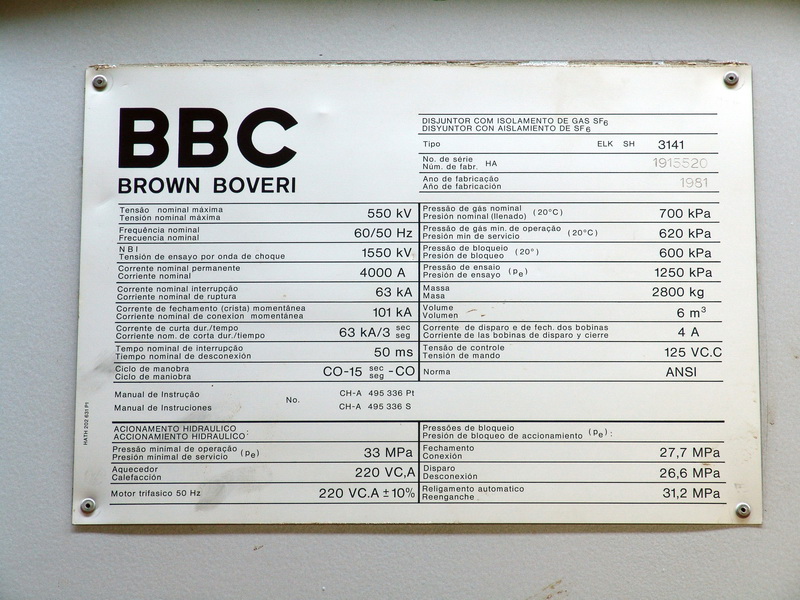 BBC
BROWN BOVERI
DISJUNTOR COM ISOLAMENTO DE GAS SF6
DISYUNTOR CON AISLAMIENTO DE SF6
Tipo ELK SH 3141
No. de série
Núm. de fabr. HA 1915520
Ano de fabricação
Año de fabricación 1981
Tensão nominal máxima
Tensión nominal máxima 550 kV
Frequência nominal
Frecuencia nominal 60/50 Hz
NBI
Tensión de ensayo por onda de choque 1550 kV
Corrente nominal permanente
Corriente nominal 4000 A
Corrente nominal interrupção
Corriente nominal de ruptura 63 kA
Corrente de fechamento (crista) momentânea
Corriente nominal de conexion momentánea 101 kA
Corrente de curta dur./tempo
Corriente nom. de corta dur./tiempo 63 kA/3 sec seg
Tempo nominal de interrupção
Tiempo nominal de desconexión 50 ms
Ciclo de manobra
Ciclo de maniobra CO-15 sec seg -CO
Pressão de gás nominal
Presión nominal (llenado) (20°C) 700 kPa
Pressão de gás min. de operação
Presión min de servicio (20°C) 620 kPa
Pressão de bloqueio
Presión de bloqueo (20°) 600 kPa
Pressão de ensaio
Presión de ensayo (pe) 1250 kPa
Massa
Masa 2800 kg
Volume
Volumen 6 m³
Corrente de disparo e de fech. dos bobinas
Corriente de las bobinas de disparo y cierre 4 A
Tensão de controle
Tensión de mando 125 VC.C
Norma ANSI
Manual de Instrução CH-A 495 336 Pt
No.
Manual de Instruciones CH-A 495 336 S
ACIONAMENTO HIDRAULICO
ACCIONAMIENTO HIDRAULICO:
Pressão minimal de operação
Presión minimal de servicio (pe) 33 MPa
Aquecedor
Calefacción 220 VC,A
Motor trifasico 50 Hz 220 VC.A ±10%
Pressões de bloqueio
Presión de bloqueo de accionamiento (pe):
Fechamento
Conexión 27,7 MPa
Disparo
Desconexión 26,6 MPa
Religamento automatico
Reenganche 31,2 MPa
HATH 202 631 Pt